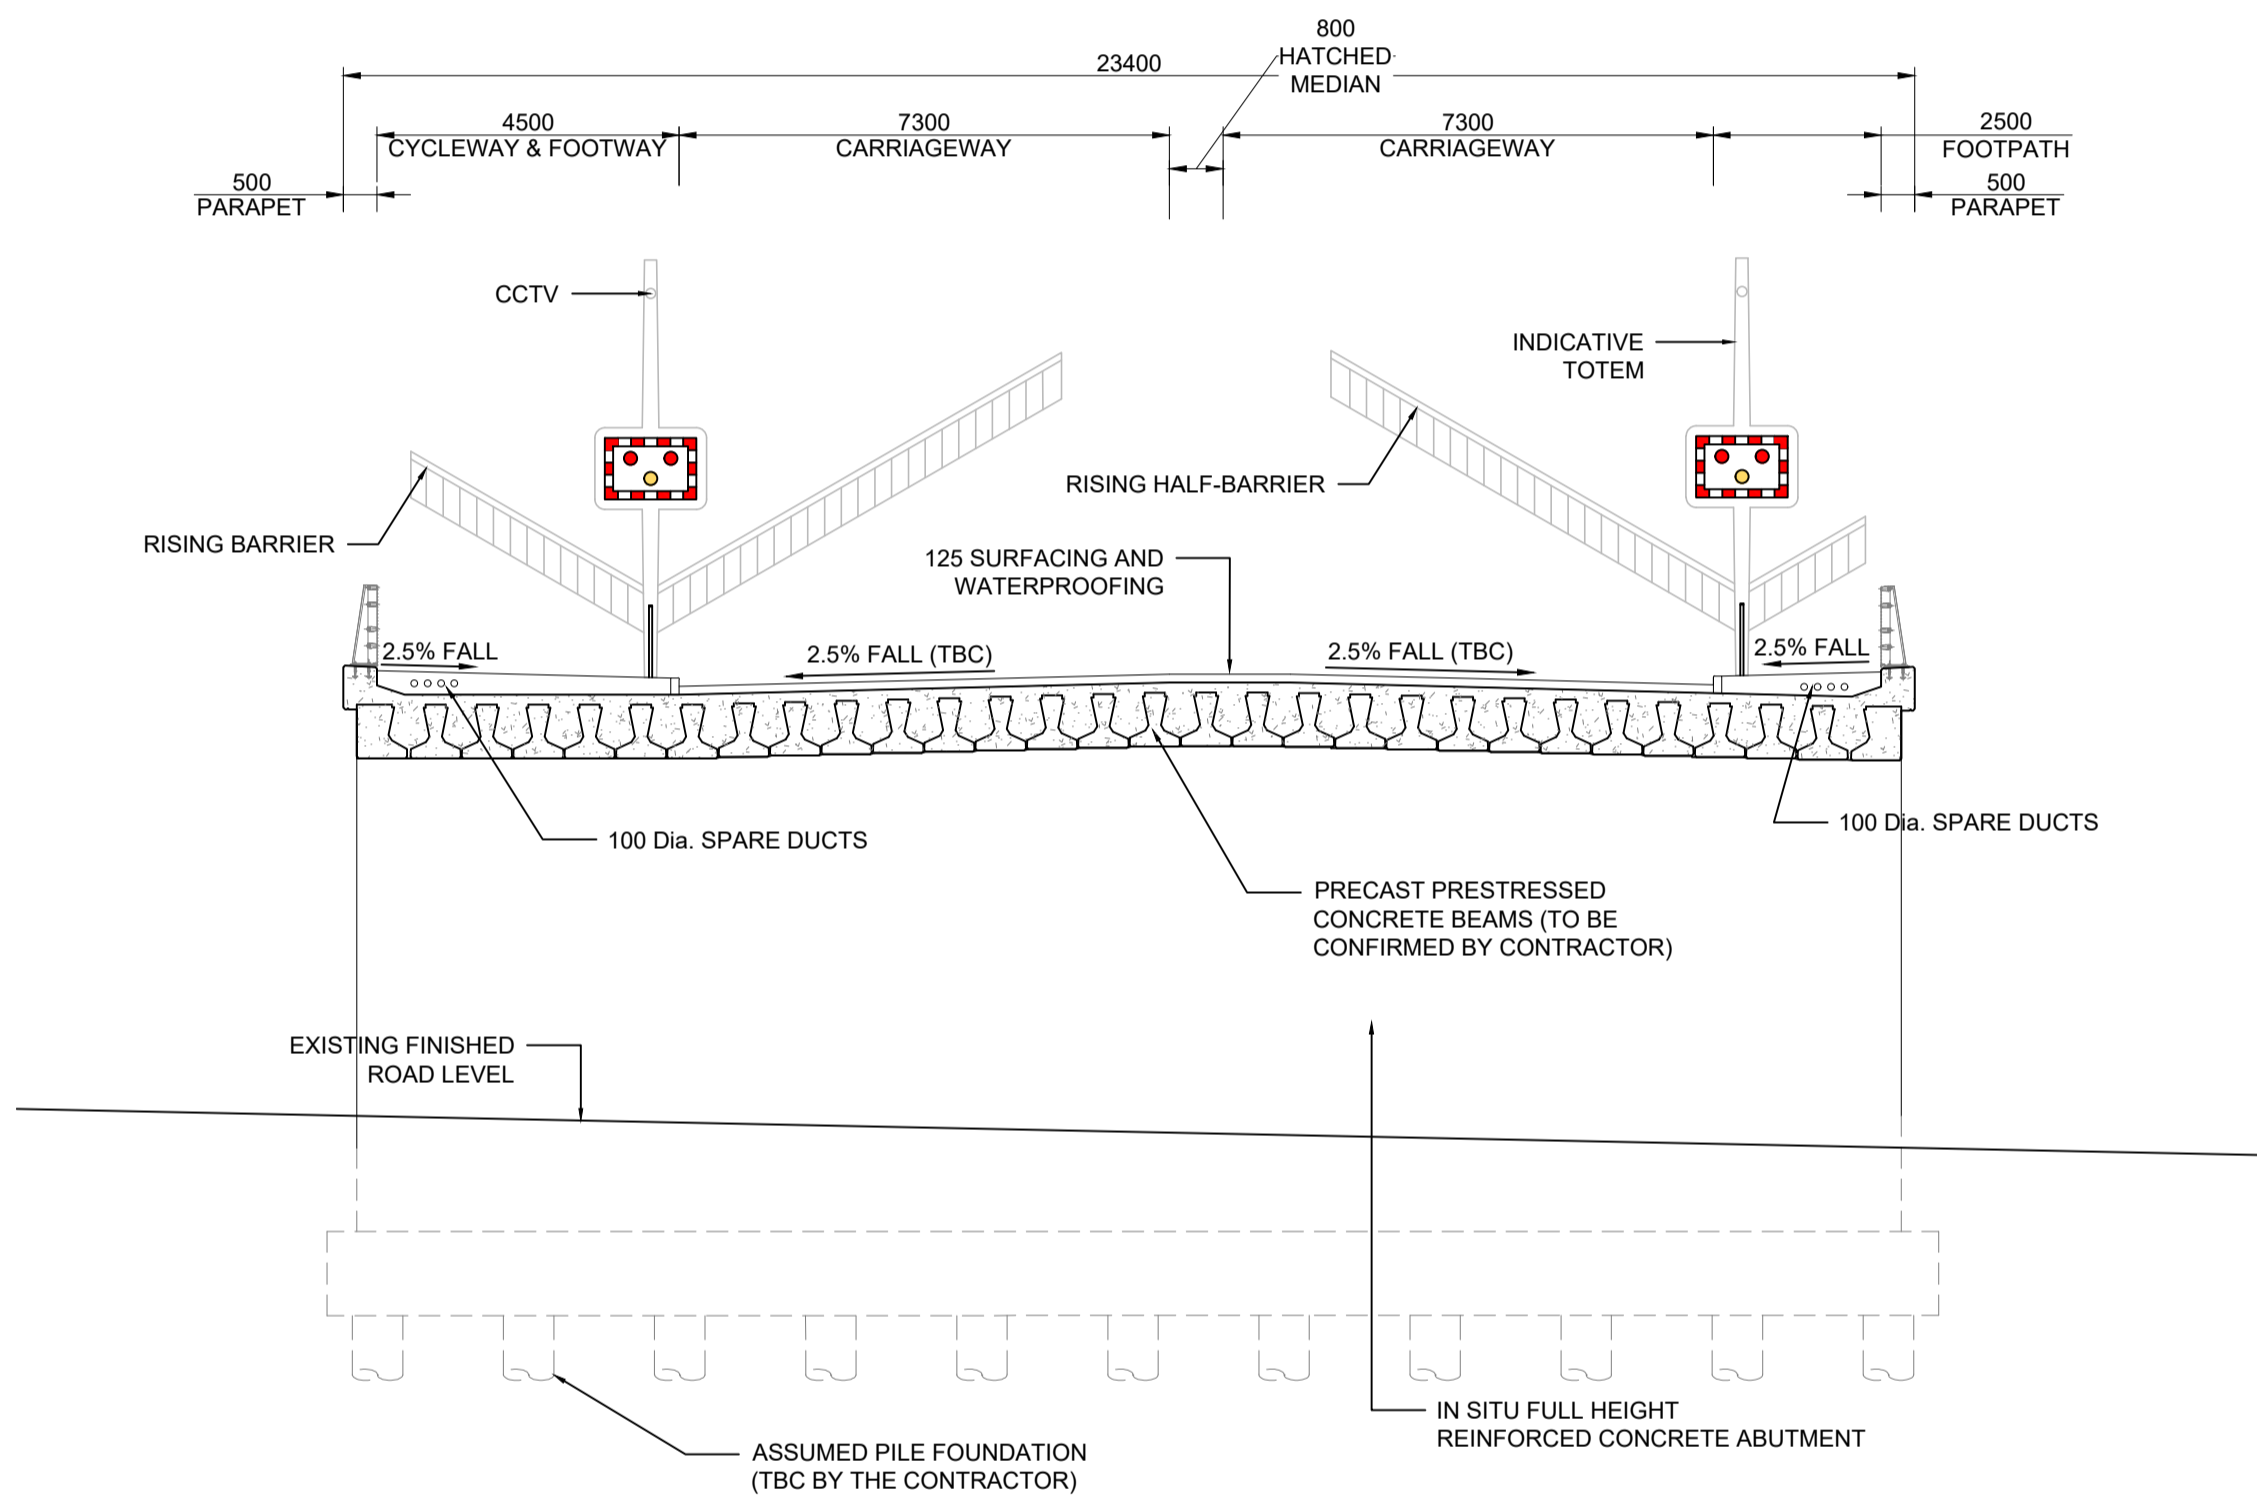 800
HATCHED
MEDIAN
23400
4500
CYCLEWAY & FOOTWAY
7300
CARRIAGEWAY
7300
CARRIAGEWAY
2500
FOOTPATH
500
PARAPET
500
PARAPET
CCTV
INDICATIVE
TOTEM
RISING HALF-BARRIER
RISING BARRIER
125 SURFACING AND
WATERPROOFING
2.5% FALL
2.5% FALL (TBC)
2.5% FALL (TBC)
2.5% FALL
100 Dia. SPARE DUCTS
100 Dia. SPARE DUCTS
PRECAST PRESTRESSED
CONCRETE BEAMS (TO BE
CONFIRMED BY CONTRACTOR)
EXISTING FINISHED
ROAD LEVEL
IN SITU FULL HEIGHT
REINFORCED CONCRETE ABUTMENT
ASSUMED PILE FOUNDATION
(TBC BY THE CONTRACTOR)